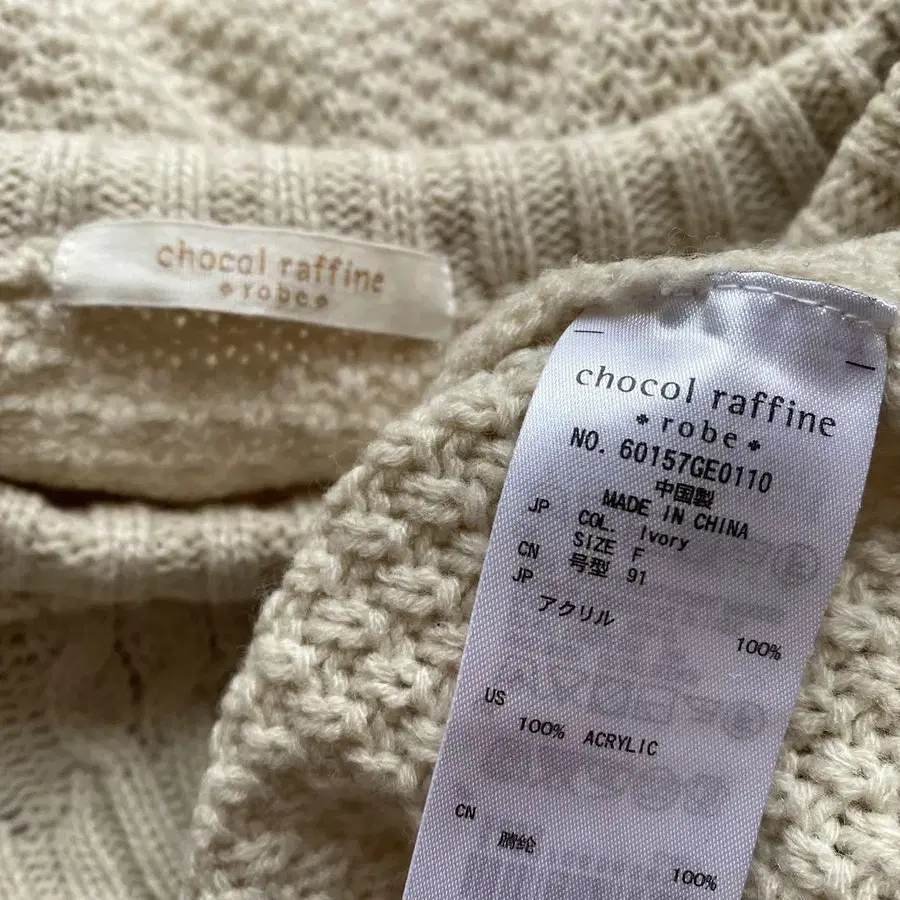 chocol raffine
robe
chocol raffine
robe
NO. 60157GE0110
中国製
MADE IN CHINA
JP COL. Ivory
SIZE F
CN 号型 91
JP
アクリル 100%
US
100% ACRYLIC
CN
腈纶 100%